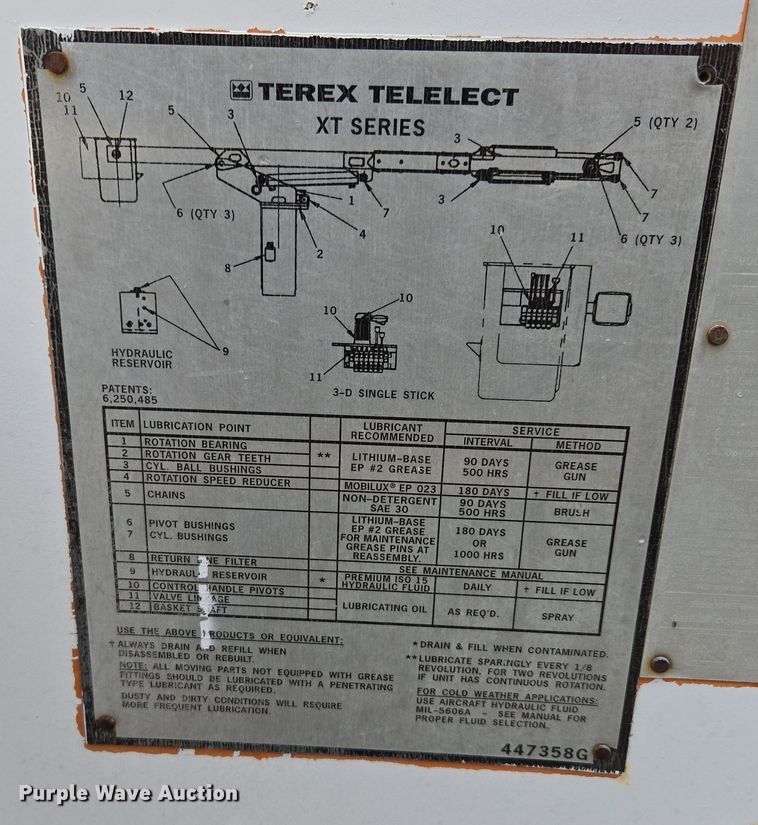 TEREX TELELECT
XT SERIES
10 5 12
11
5
3
3
5 (QTY 2)
6 (QTY 3)
1
7
4
2
8
3
7
7
6 (QTY 3)
10
11
9
HYDRAULIC
RESERVOIR
10
10
11
3-D SINGLE STICK
PATENTS:
6,250,485
ITEM LUBRICATION POINT LUBRICANT RECOMMENDED SERVICE
INTERVAL METHOD
1 ROTATION BEARING
2 ROTATION GEAR TEETH ** LITHIUM-BASE EP #2 GREASE 90 DAYS 500 HRS GREASE GUN
3 CYL. BALL BUSHINGS
4 ROTATION SPEED REDUCER MOBILUX® EP 023 180 DAYS + FILL IF LOW
5 CHAINS NON-DETERGENT SAE 30 90 DAYS 500 HRS BRUSH
6 PIVOT BUSHINGS LITHIUM-BASE
7 CYL. BUSHINGS EP #2 GREASE FOR MAINTENANCE GREASE PINS AT REASSEMBLY. 180 DAYS OR 1000 HRS GREASE GUN
8 RETURN LINE FILTER SEE MAINTENANCE MANUAL
9 HYDRAULIC RESERVOIR * PREMIUM ISO 15 HYDRAULIC FLUID DAILY + FILL IF LOW
10 CONTROL HANDLE PIVOTS
11 VALVE LINKAGE LUBRICATING OIL AS REQ'D. SPRAY
12 BASKET SHAFT
USE THE ABOVE PRODUCTS OR EQUIVALENT:
+ALWAYS DRAIN AND REFILL WHEN
DISASSEMBLED OR REBUILT.
NOTE: ALL MOVING PARTS NOT EQUIPPED WITH GREASE
FITTINGS SHOULD BE LUBRICATED WITH A PENETRATING
TYPE LUBRICANT AS REQUIRED.
DUSTY AND DIRTY CONDITIONS WILL REQUIRE
MORE FREQUENT LUBRICATION.
*DRAIN & FILL WHEN CONTAMINATED.
**LUBRICATE SPARINGLY EVERY 1/8
REVOLUTION, FOR TWO REVOLUTIONS
IF UNIT HAS CONTINUOUS ROTATION.
FOR COLD WEATHER APPLICATIONS:
USE AIRCRAFT HYDRAULIC FLUID
MIL-5606A - SEE MANUAL FOR
PROPER FLUID SELECTION.
447358G
Purple Wave Auction